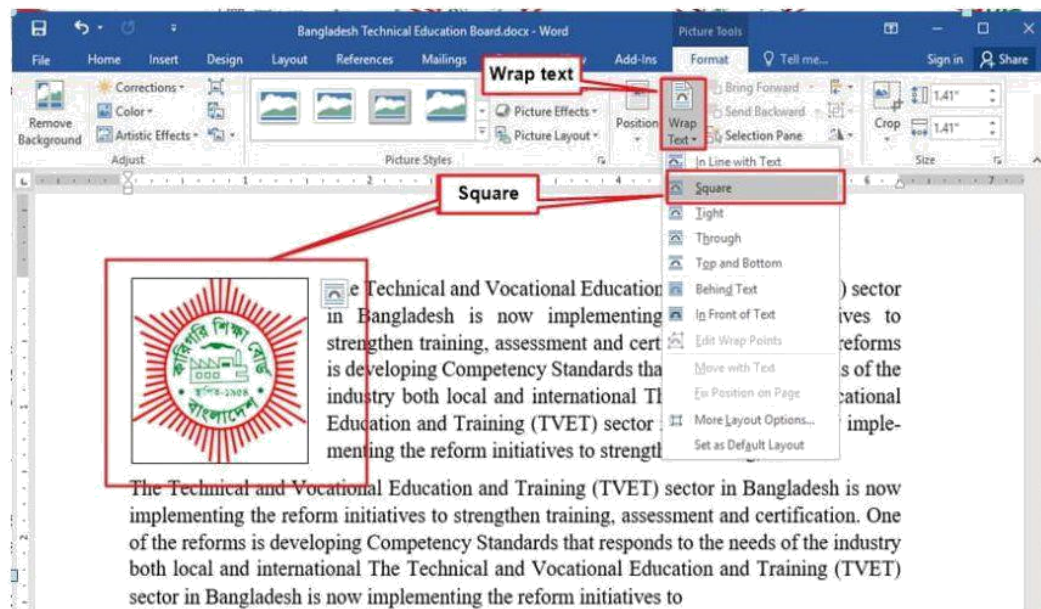 Bangladesh Technical Education Board.docx - Word
Picture Tools
File Home Insert Design Layout References Mailings Add-Ins Format Tell me... Sign in Share
Wrap text
Remove Background
Corrections
Color
Artistic Effects
Adjust
Picture Effects
Picture Layout
Picture Styles
Position
Wrap Text
Bring Forward
Send Backward
Selection Pane
Crop
1.41"
1.41"
Size
In Line with Text
Square
Square
Tight
Through
Top and Bottom
Behind Text
In Front of Text
Edit Wrap Points
Move with Text
Fix Position on Page
More Layout Options...
Set as Default Layout
কারিগরি শিক্ষা বোর্ড
বাংলাদেশ
e Technical and Vocational Education ) sector
in Bangladesh is now implementing ives to
strengthen training, assessment and cert reforms
is developing Competency Standards tha s of the
industry both local and international Th cational
Education and Training (TVET) sector imple-
menting the reform initiatives to strengt
The Technical and Vocational Education and Training (TVET) sector in Bangladesh is now
implementing the reform initiatives to strengthen training, assessment and certification. One
of the reforms is developing Competency Standards that responds to the needs of the industry
both local and international The Technical and Vocational Education and Training (TVET)
sector in Bangladesh is now implementing the reform initiatives to